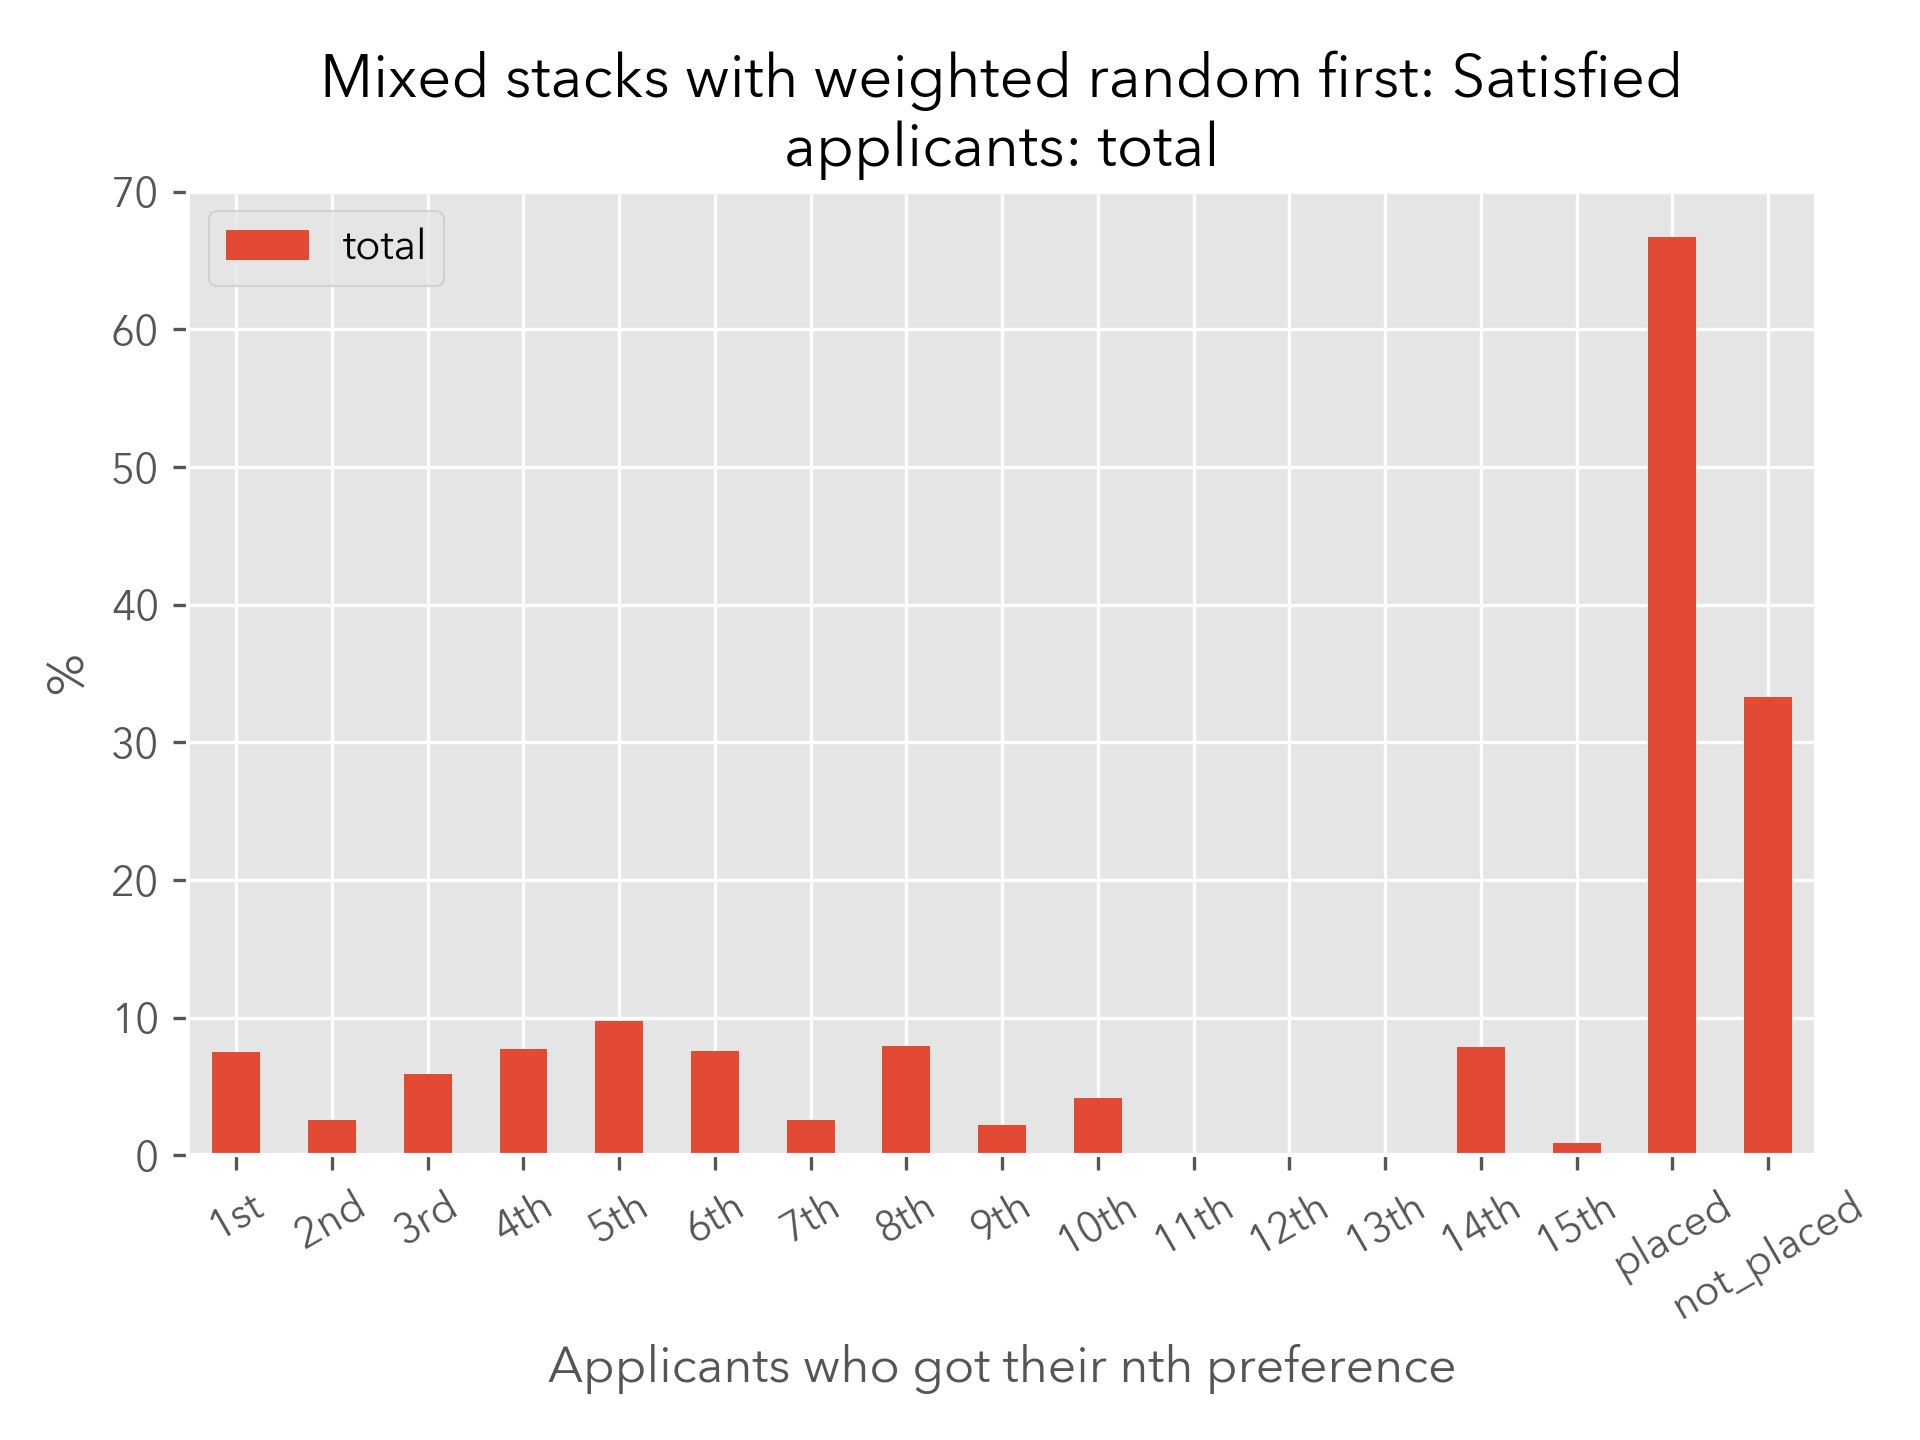 Mixed stacks with weighted random first: Satisfied
applicants: total
total
70
60
50
40
30
20
10
0
%
1st
2nd
3rd
4th
5th
6th
7th
8th
9th
10th
11th
12th
13th
14th
15th
placed
not_placed
Applicants who got their nth preference